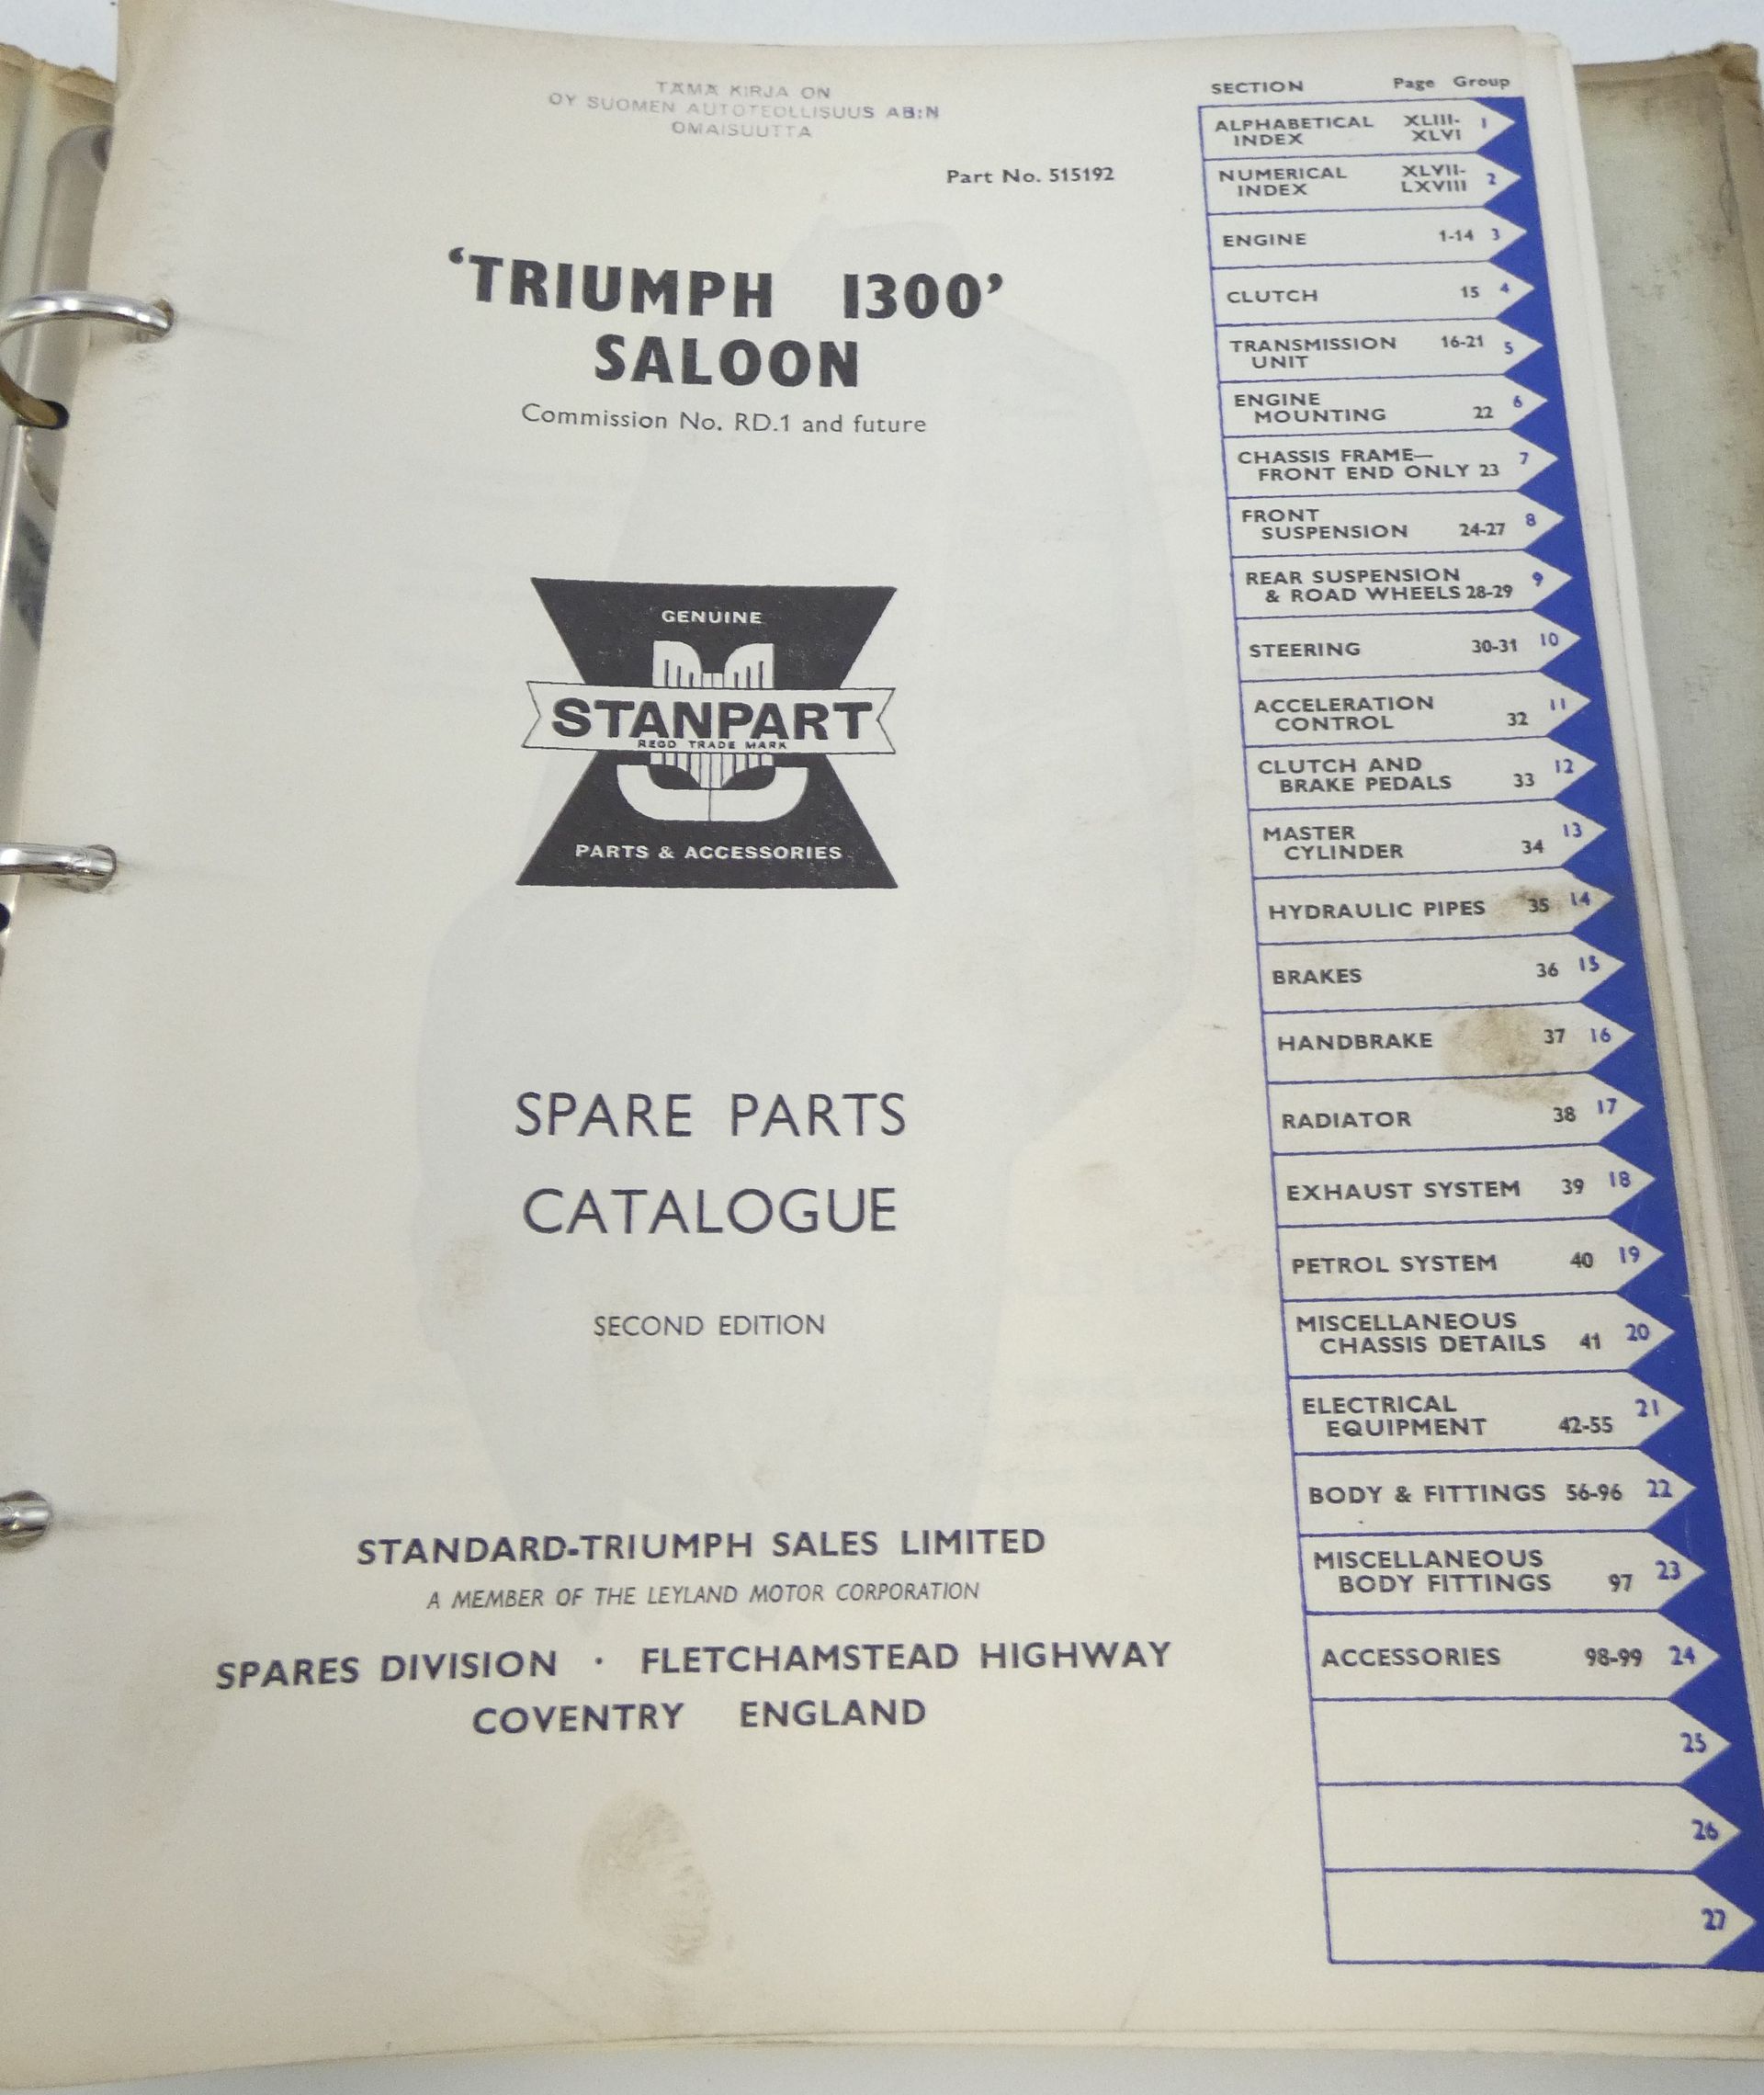 TÄMÄ KIRJA ON
OY SUOMEN AUTOTEOLLISUUS AB:N
OMAISUUTTA
Part No. 515192
‘TRIUMPH 1300’
SALOON
Commission No. RD.1 and future
GENUINE
STANPART
REGD TRADE MARK
PARTS & ACCESSORIES
SPARE PARTS
CATALOGUE
SECOND EDITION
STANDARD-TRIUMPH SALES LIMITED
A MEMBER OF THE LEYLAND MOTOR CORPORATION
SPARES DIVISION · FLETCHAMSTEAD HIGHWAY
COVENTRY ENGLAND
SECTION Page Group
ALPHABETICAL XLIII- 1
INDEX XLVI
NUMERICAL XLVII- 2
INDEX LXVIII
ENGINE 1-14 3
CLUTCH 15 4
TRANSMISSION 16-21 5
UNIT
ENGINE 6
MOUNTING 22
CHASSIS FRAME— 7
FRONT END ONLY 23
FRONT 8
SUSPENSION 24-27
REAR SUSPENSION 9
& ROAD WHEELS 28-29
STEERING 30-31 10
ACCELERATION 11
CONTROL 32
CLUTCH AND 12
BRAKE PEDALS 33
MASTER 13
CYLINDER 34
HYDRAULIC PIPES 35 14
BRAKES 36 15
HANDBRAKE 37 16
RADIATOR 38 17
EXHAUST SYSTEM 39 18
PETROL SYSTEM 40 19
MISCELLANEOUS 20
CHASSIS DETAILS 41
ELECTRICAL 21
EQUIPMENT 42-55
BODY & FITTINGS 56-96 22
MISCELLANEOUS 23
BODY FITTINGS 97
ACCESSORIES 98-99 24
25
26
27